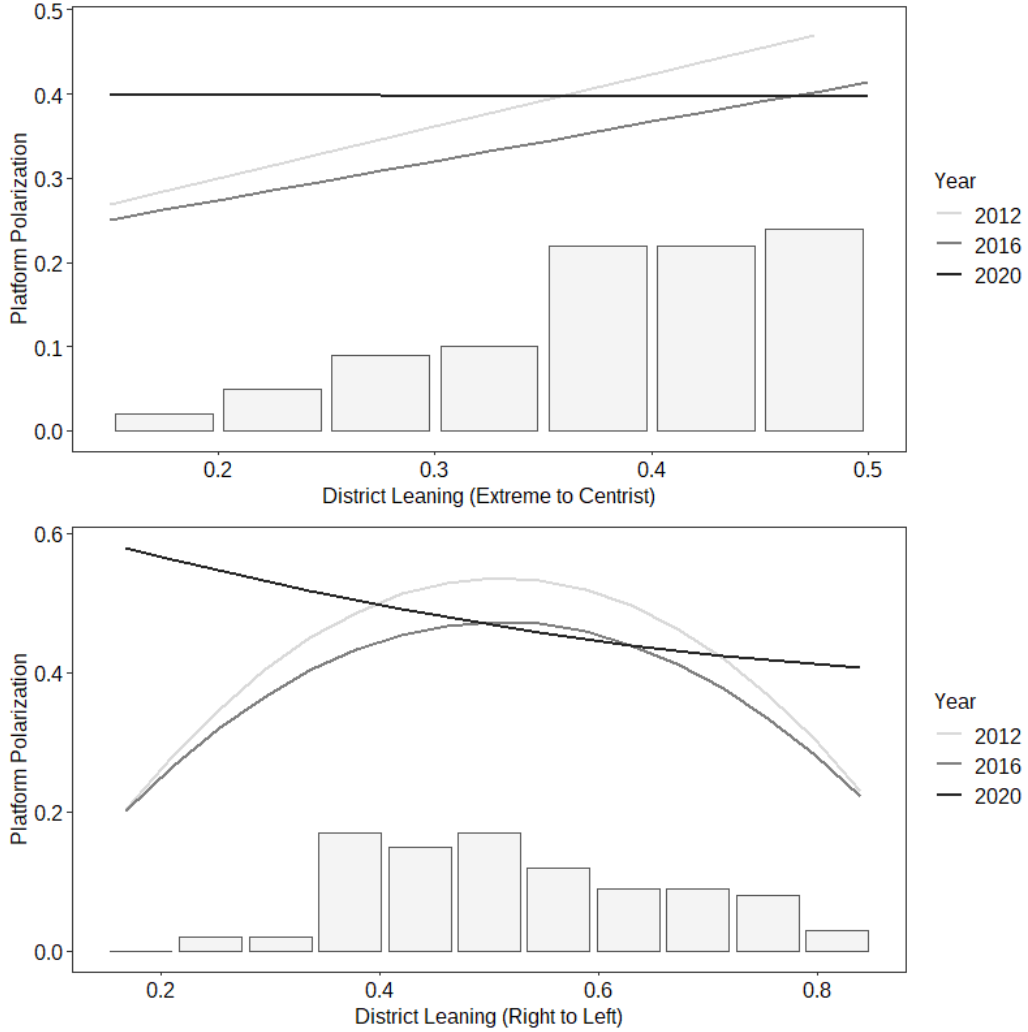 0.5
0.4
0.3
0.2
0.1
0.0
Platform Polarization
0.2 0.3 0.4 0.5
District Leaning (Extreme to Centrist)
Year
2012
2016
2020
0.6
0.4
0.2
0.0
Platform Polarization
0.2 0.4 0.6 0.8
District Leaning (Right to Left)
Year
2012
2016
2020